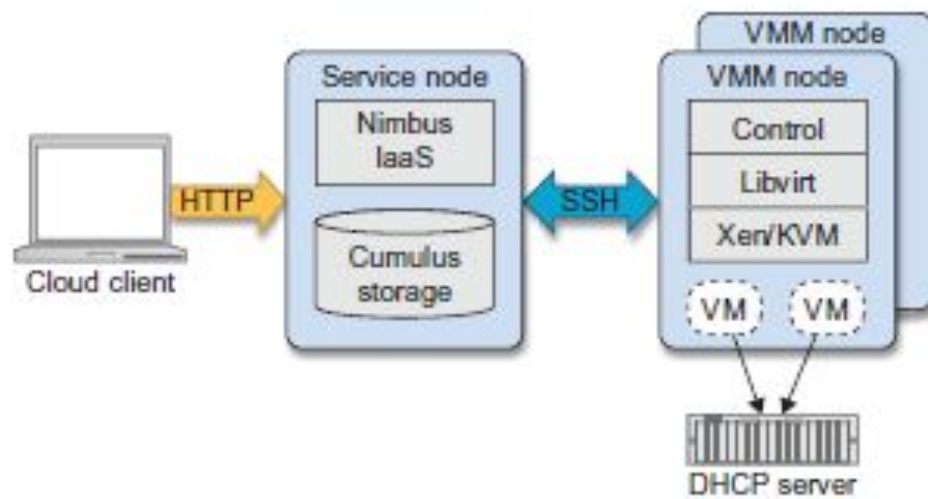 VMM node
Service node
VMM node
Nimbus
IaaS
Control
HTTP
SSH
Libvirt
Xen/KVM
Cloud client
Cumulus
storage
VM
VM
DHCP server